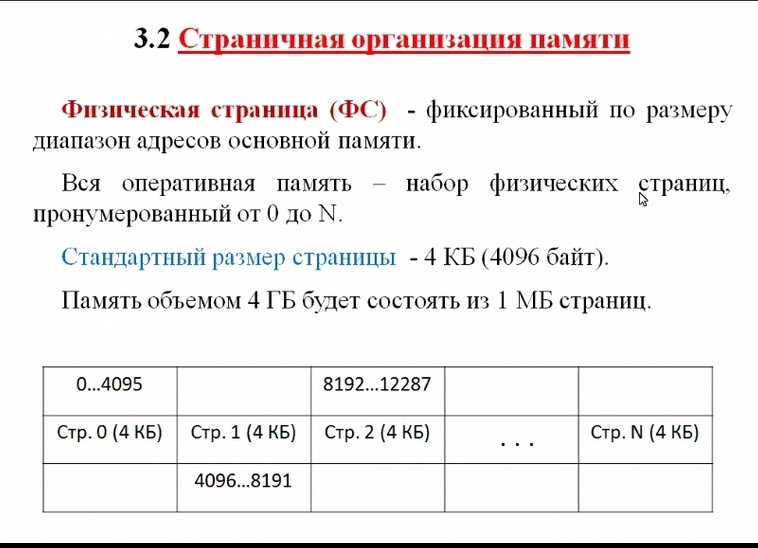 3.2 Страничная организация памяти
Физическая страница (ФС) - фиксированный по размеру
диапазон адресов основной памяти.
Вся оперативная память – набор физических страниц,
пронумерованный от 0 до N.
Стандартный размер страницы - 4 КБ (4096 байт).
Память объемом 4 ГБ будет состоять из 1 МБ страниц.
0...4095 8192...12287
Стр. 0 (4 КБ) Стр. 1 (4 КБ) Стр. 2 (4 КБ) . . . Стр. N (4 КБ)
4096...8191